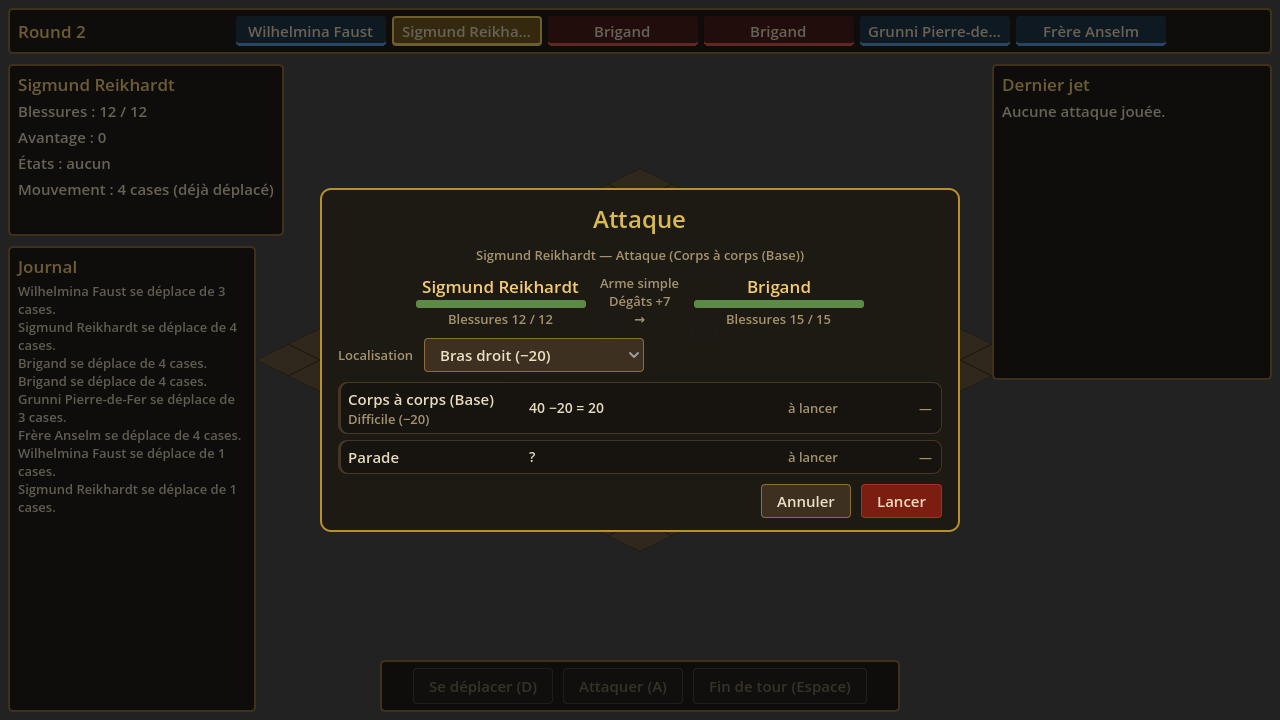 Round 2
Wilhelmina Faust
Sigmund Reikha...
Brigand
Brigand
Grunni Pierre-de...
Frère Anselm
Sigmund Reikhardt
Blessures : 12 / 12
Avantage : 0
États : aucun
Mouvement : 4 cases (déjà déplacé)
Journal
Wilhelmina Faust se déplace de 3
cases.
Sigmund Reikhardt se déplace de 4
cases.
Brigand se déplace de 4 cases.
Brigand se déplace de 4 cases.
Grunni Pierre-de-Fer se déplace de
3 cases.
Frère Anselm se déplace de 4 cases.
Wilhelmina Faust se déplace de 1
cases.
Sigmund Reikhardt se déplace de 1
cases.
Attaque
Sigmund Reikhardt — Attaque (Corps à corps (Base))
Sigmund Reikhardt
Blessures 12 / 12
Arme simple
Dégâts +7
→
Brigand
Blessures 15 / 15
Localisation
Bras droit (−20)
Corps à corps (Base)
Difficile (−20)
40 −20 = 20
à lancer
—
Parade
?
à lancer
—
Annuler
Lancer
Dernier jet
Aucune attaque jouée.
Se déplacer (D)
Attaquer (A)
Fin de tour (Espace)